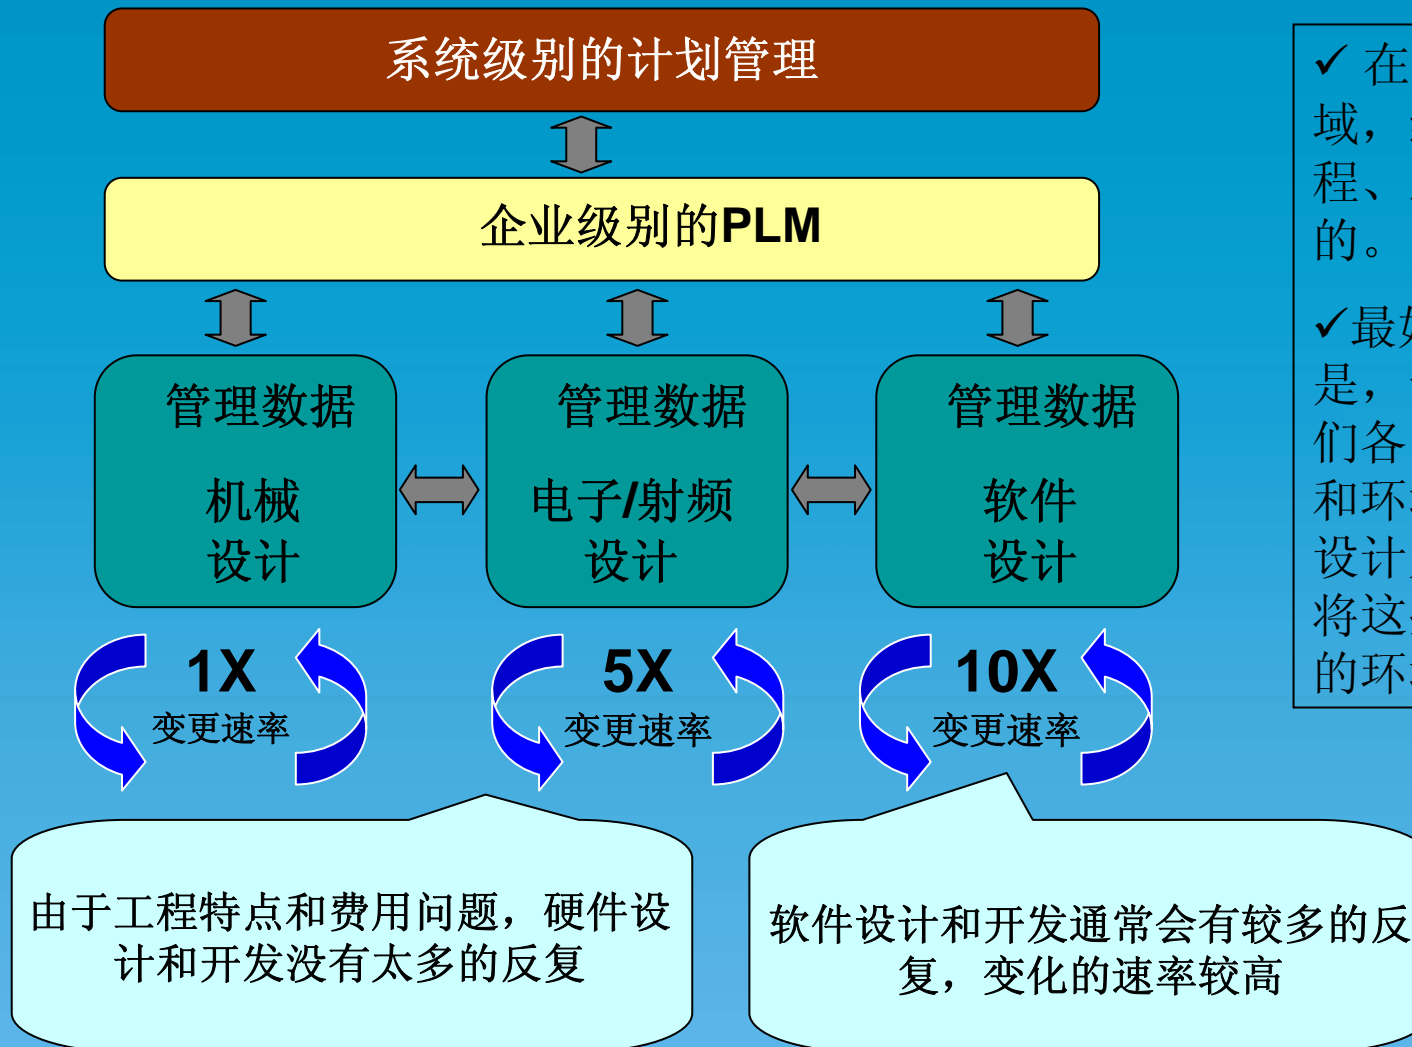 系统级别的计划管理
企业级别的PLM
管理数据
机械
设计
管理数据
电子/射频
设计
管理数据
软件
设计
1X
变更速率
5X
变更速率
10X
变更速率
由于工程特点和费用问题，硬件设
计和开发没有太多的反复
软件设计和开发通常会有较多的反
复，变化的速率较高
✓ 在
域，
程、
的。
✓最
是，
们各
和环
设计
将这
的环